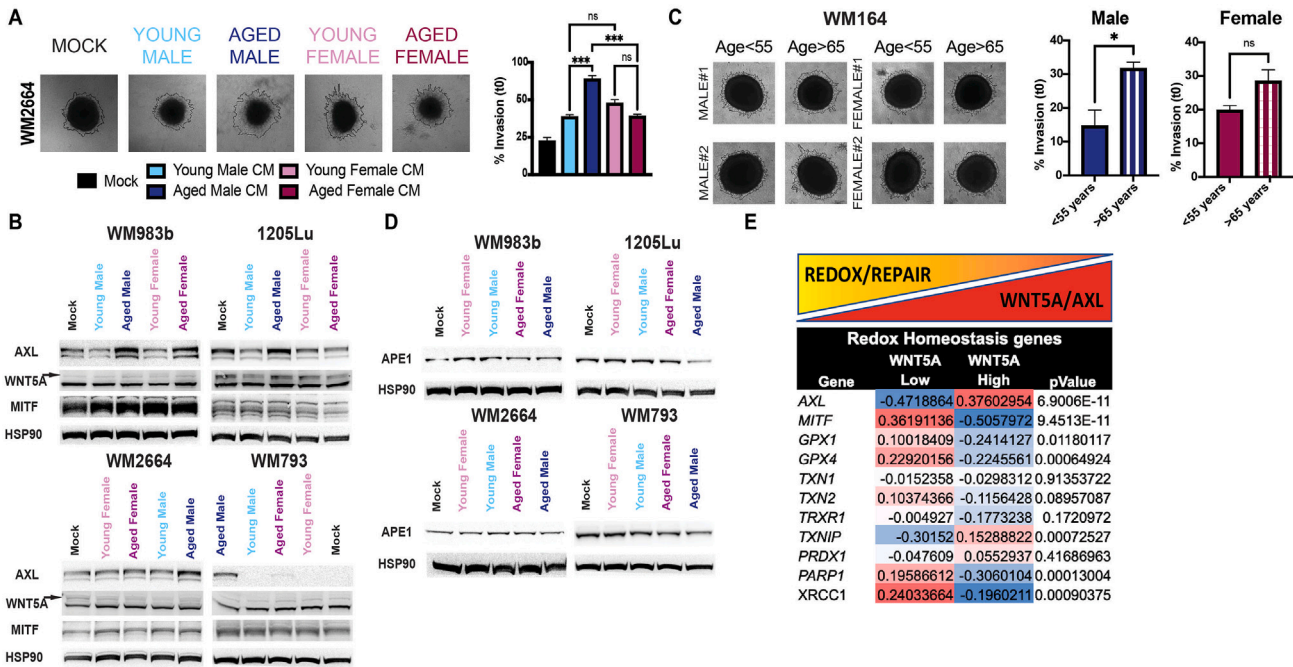 A
MOCK
YOUNG MALE
AGED MALE
YOUNG FEMALE
AGED FEMALE
WM2664
Mock
Young Male CM
Aged Male CM
Young Female CM
Aged Female CM
% Invasion (t0)
100
75
50
25
0
ns
***
***
ns
C
WM164
Age<55
Age>65
Age<55
Age>65
MALE#1
FEMALE#1
MALE#2
FEMALE#2
Male
% Invasion (t0)
40
30
20
10
0
*
<55 years
>65 years
Female
% Invasion (t0)
40
30
20
10
0
ns
<55 years
>65 years
B
WM983b
1205Lu
Mock
Young Male
Aged Male
Young Female
Aged Female
Mock
Young Male
Aged Male
Young Female
Aged Female
AXL
WNT5A
MITF
HSP90
WM2664
WM793
Mock
Young Female
Aged Female
Young Male
Aged Male
Aged Male
Young Male
Aged Female
Young Female
Mock
AXL
WNT5A
MITF
HSP90
D
WM983b
1205Lu
Mock
Young Female
Young Male
Aged Female
Aged Male
Mock
Young Female
Young Male
Aged Female
Aged Male
APE1
HSP90
WM2664
WM793
Mock
Young Female
Young Male
Aged Female
Aged Male
Mock
Young Female
Young Male
Aged Female
Aged Male
APE1
HSP90
E
REDOX/REPAIR
WNT5A/AXL
Redox Homeostasis genes
Gene WNT5A Low WNT5A High pValue
AXL -0.4718864 0.37602954 6.9006E-11
MITF 0.36191136 -0.5057972 9.4513E-11
GPX1 0.10018409 -0.2414127 0.01180117
GPX4 0.22920156 -0.2245561 0.00064924
TXN1 -0.0152358 -0.0298312 0.91353722
TXN2 0.10374366 -0.1156428 0.08957087
TRXR1 -0.004927 -0.1773238 0.1720972
TXNIP -0.30152 0.15288822 0.00072527
PRDX1 -0.047609 0.0552937 0.41686963
PARP1 0.19586612 -0.3060104 0.00013004
XRCC1 0.24033664 -0.1960211 0.00090375